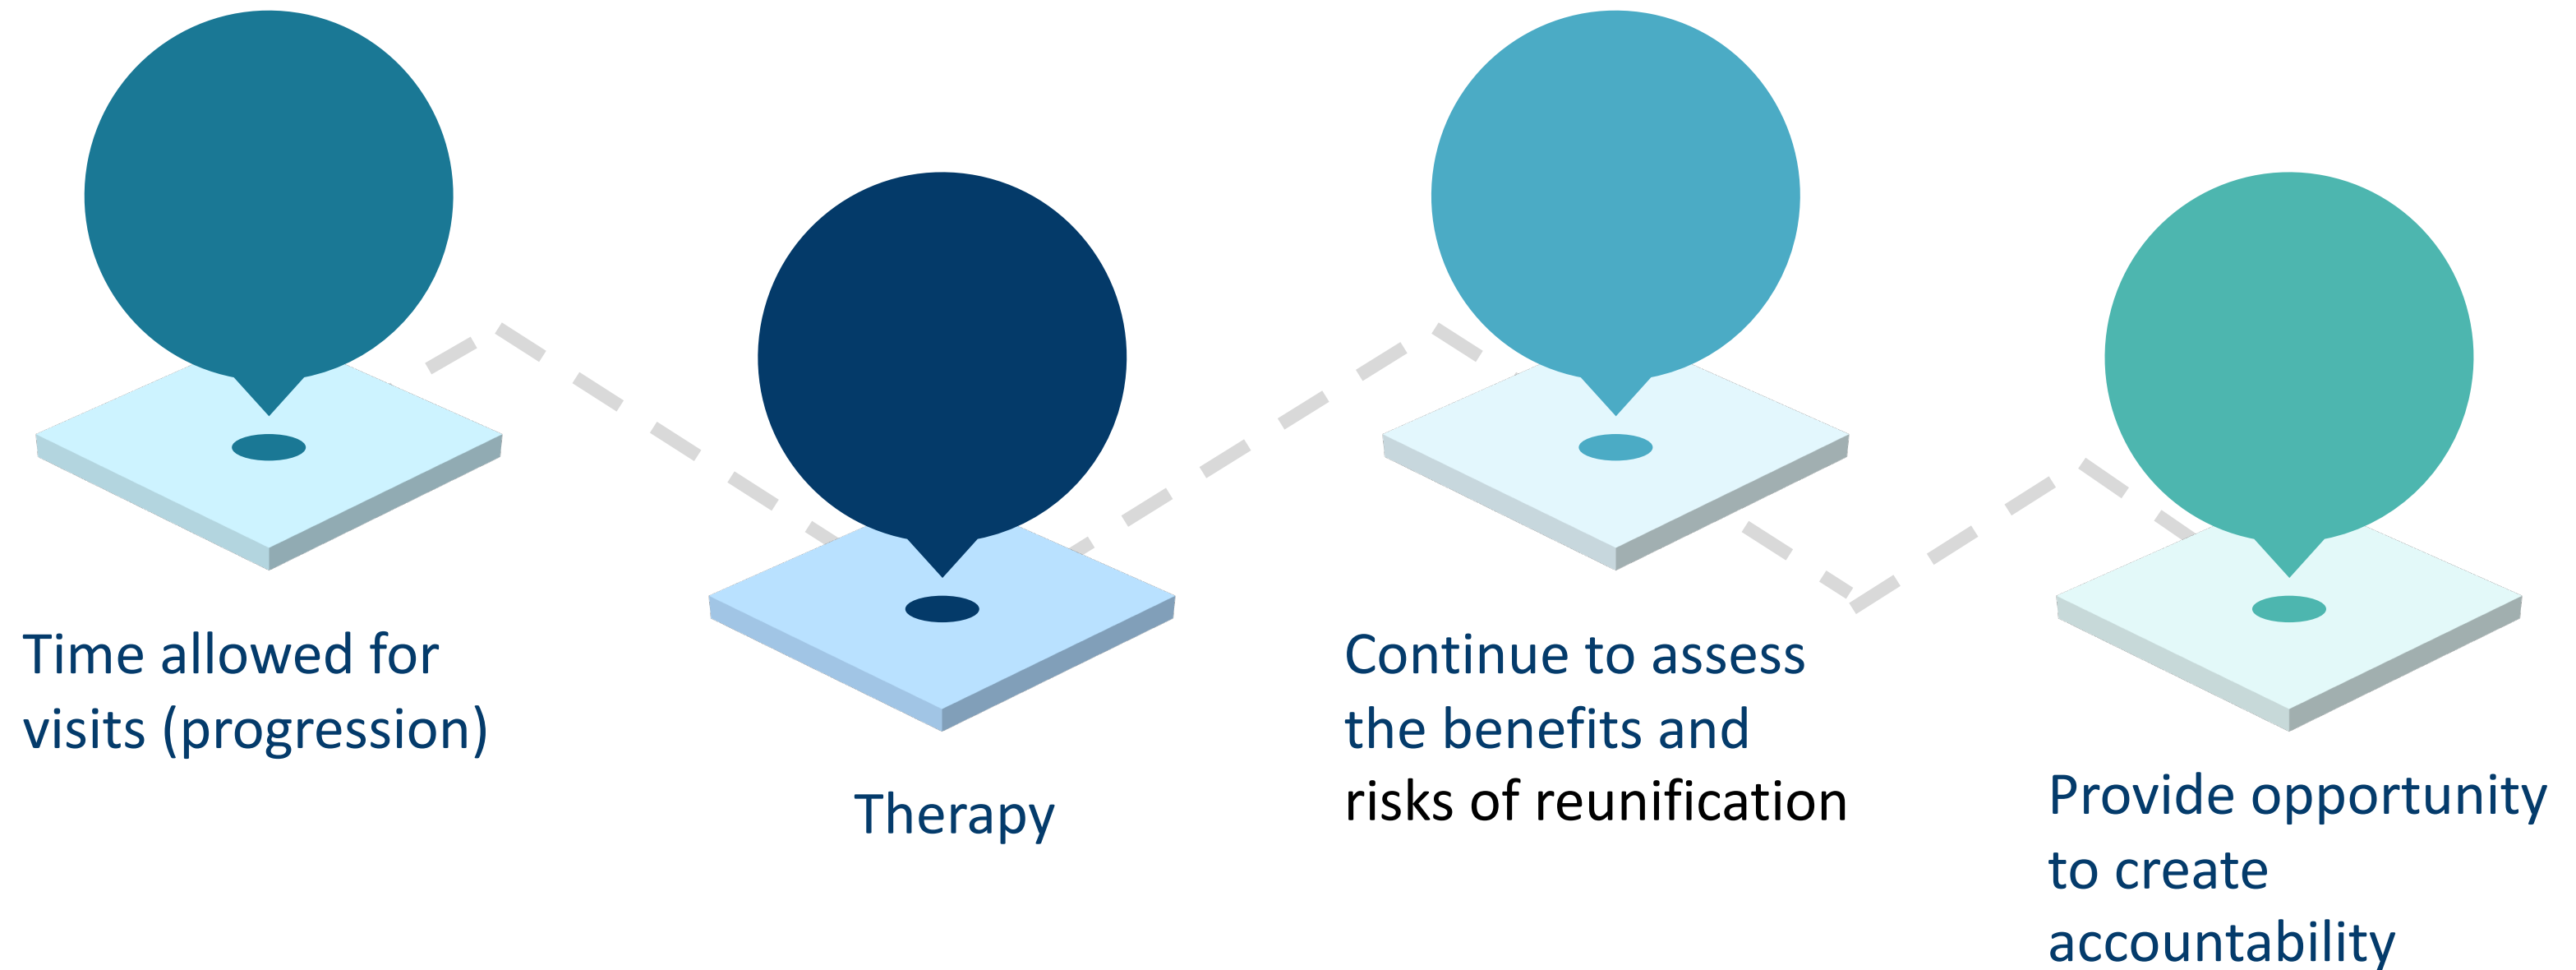 Time allowed for
visits (progression)
Therapy
Continue to assess
the benefits and
risks of reunification
Provide opportunity
to create
accountability